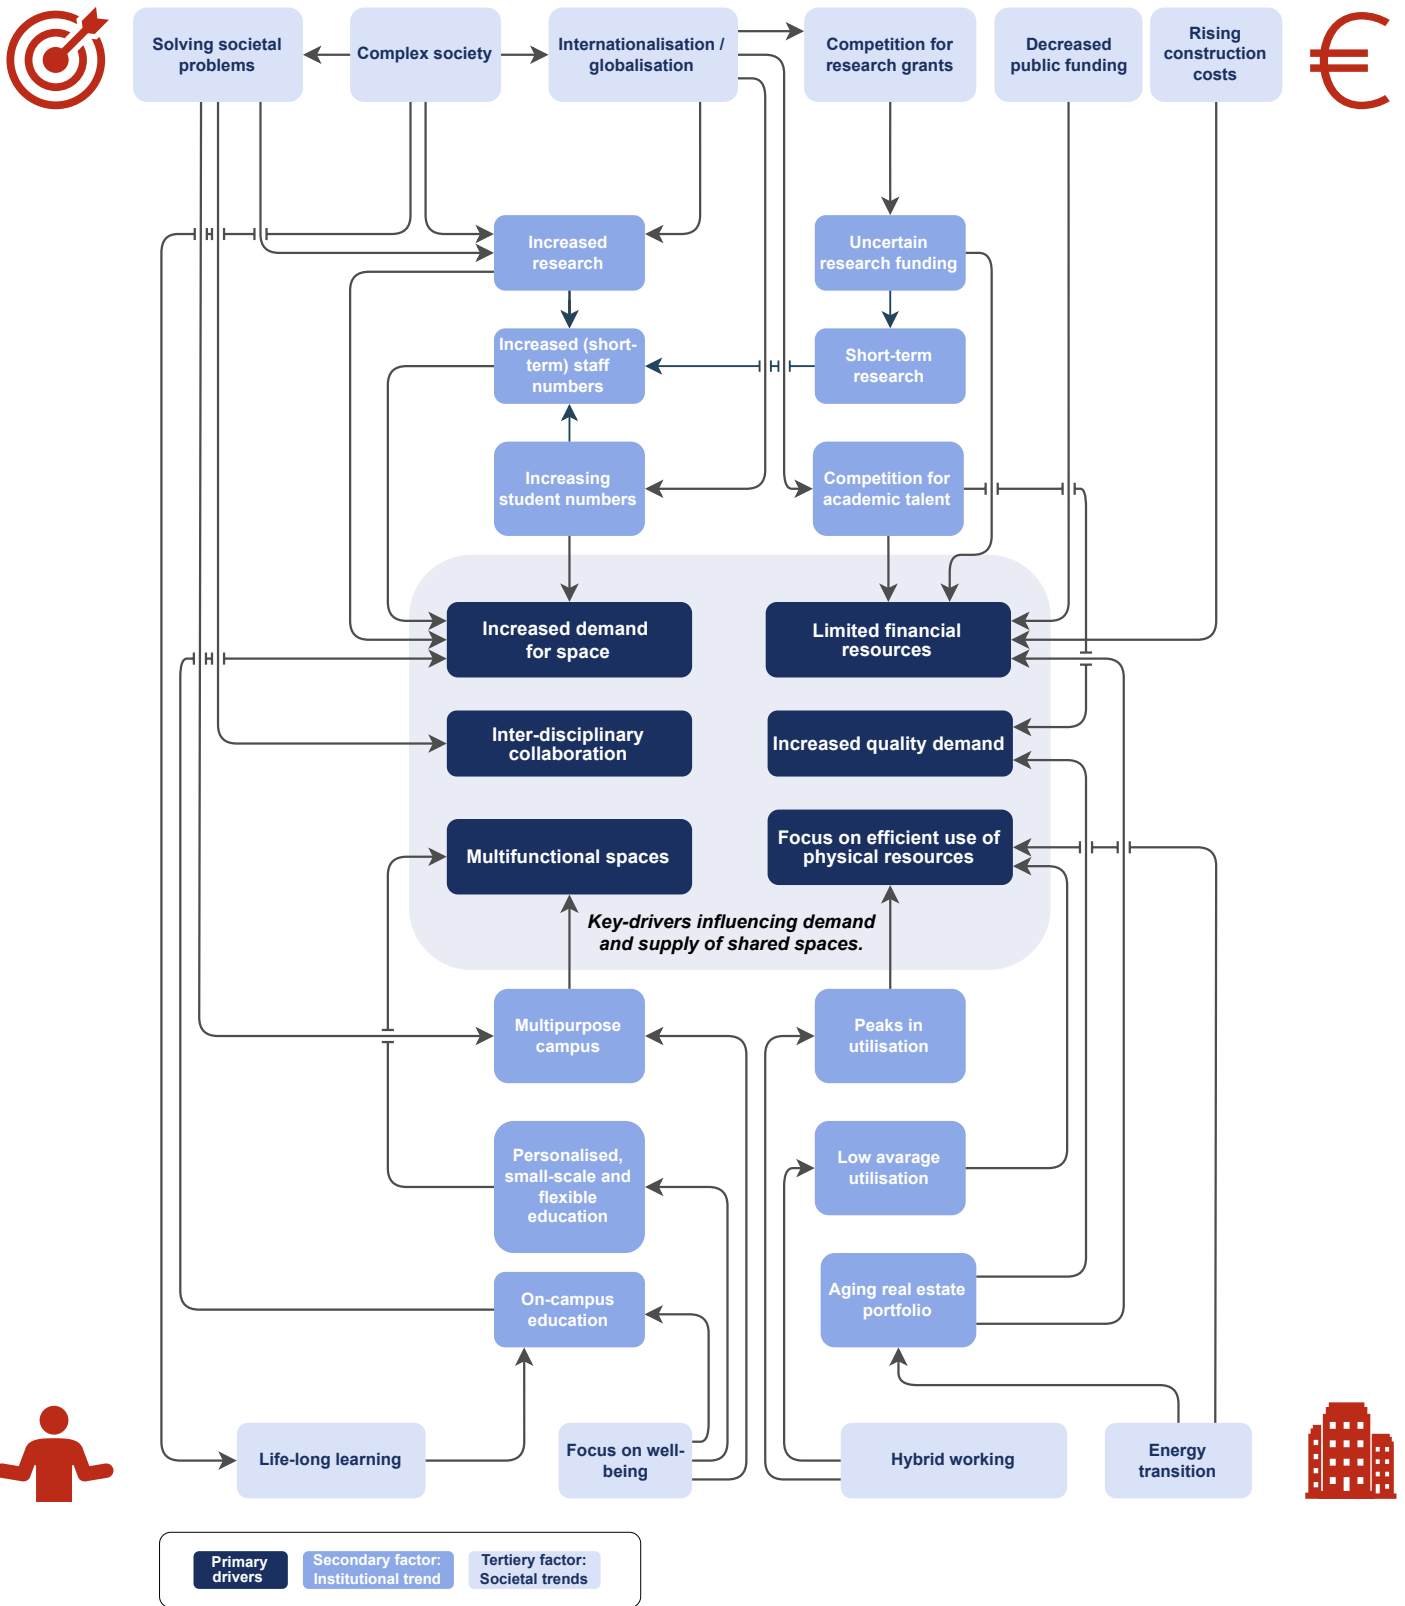 Solving societal
problems
Complex society
Internationalisation /
globalisation
Competition for
research grants
Decreased
public funding
Rising
construction
costs
Increased
research
Uncertain
research funding
Increased (short-
term) staff
numbers
Short-term
research
Increasing
student numbers
Competition for
academic talent
Increased demand
for space
Limited financial
resources
Inter-disciplinary
collaboration
Increased quality demand
Multifunctional spaces
Focus on efficient use of
physical resources
Key-drivers influencing demand
and supply of shared spaces.
Multipurpose
campus
Peaks in
utilisation
Personalised,
small-scale and
flexible
education
Low avarage
utilisation
On-campus
education
Aging real estate
portfolio
Life-long learning
Focus on well-
being
Hybrid working
Energy
transition
Primary
drivers
Secondary factor:
Institutional trend
Tertiery factor:
Societal trends